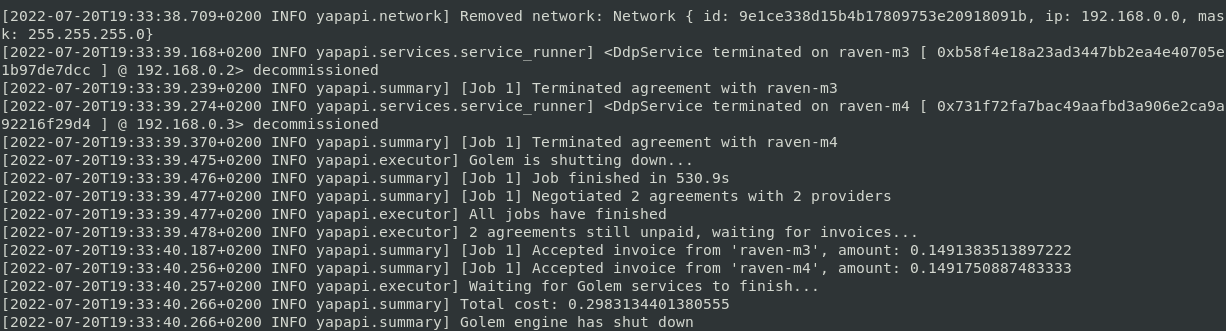 [2022-07-20T19:33:38.709+0200 INFO yapapi.network] Removed network: Network { id: 9e1ce338d15b4b17809753e20918091b, ip: 192.168.0.0, mas
k: 255.255.255.0}
[2022-07-20T19:33:39.168+0200 INFO yapapi.services.service_runner] <DdpService terminated on raven-m3 [ 0xb58f4e18a23ad3447bb2ea4e40705e
1b97de7dcc ] @ 192.168.0.2> decommissioned
[2022-07-20T19:33:39.239+0200 INFO yapapi.summary] [Job 1] Terminated agreement with raven-m3
[2022-07-20T19:33:39.274+0200 INFO yapapi.services.service_runner] <DdpService terminated on raven-m4 [ 0x731f72fa7bac49aafbd3a906e2ca9a
92216f29d4 ] @ 192.168.0.3> decommissioned
[2022-07-20T19:33:39.370+0200 INFO yapapi.summary] [Job 1] Terminated agreement with raven-m4
[2022-07-20T19:33:39.475+0200 INFO yapapi.executor] Golem is shutting down...
[2022-07-20T19:33:39.476+0200 INFO yapapi.summary] [Job 1] Job finished in 530.9s
[2022-07-20T19:33:39.477+0200 INFO yapapi.summary] [Job 1] Negotiated 2 agreements with 2 providers
[2022-07-20T19:33:39.477+0200 INFO yapapi.executor] All jobs have finished
[2022-07-20T19:33:39.478+0200 INFO yapapi.executor] 2 agreements still unpaid, waiting for invoices...
[2022-07-20T19:33:40.187+0200 INFO yapapi.summary] [Job 1] Accepted invoice from 'raven-m3', amount: 0.1491383513897222
[2022-07-20T19:33:40.256+0200 INFO yapapi.summary] [Job 1] Accepted invoice from 'raven-m4', amount: 0.1491750887483333
[2022-07-20T19:33:40.257+0200 INFO yapapi.executor] Waiting for Golem services to finish...
[2022-07-20T19:33:40.266+0200 INFO yapapi.summary] Total cost: 0.2983134401380555
[2022-07-20T19:33:40.266+0200 INFO yapapi.summary] Golem engine has shut down